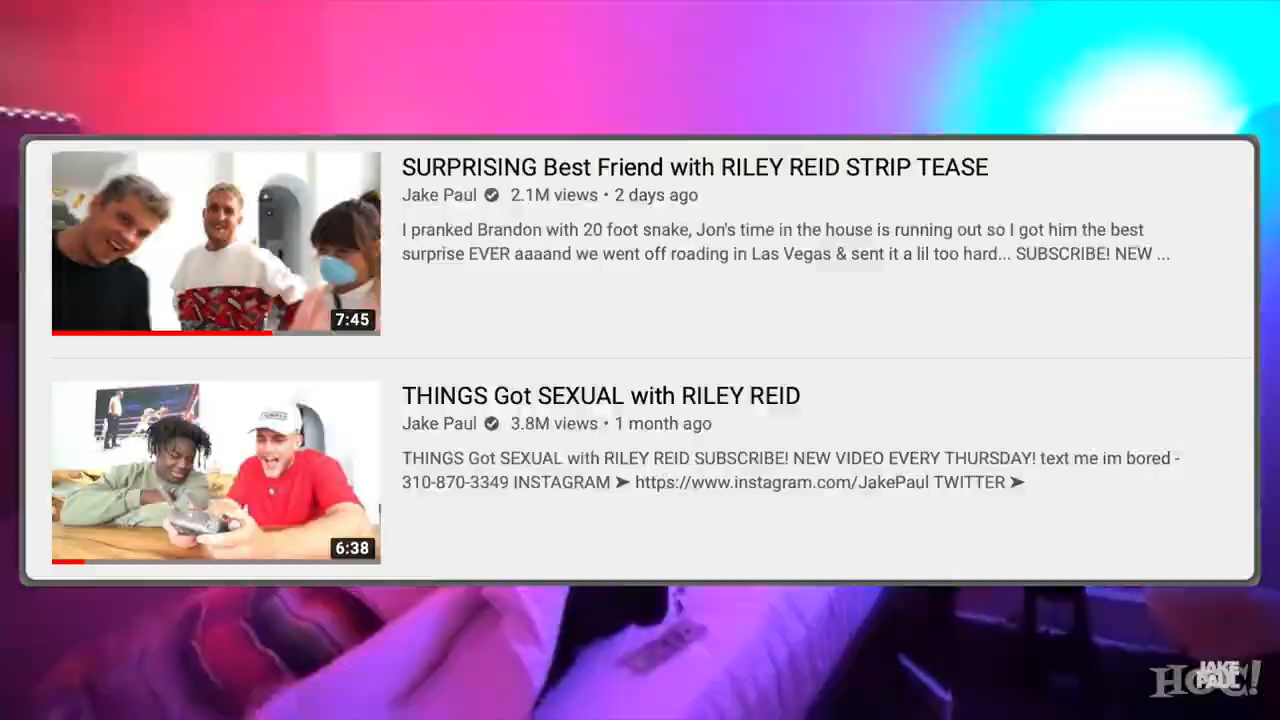 SURPRISING Best Friend with RILEY REID STRIP TEASE
Jake Paul 2.1M views • 2 days ago
I pranked Brandon with 20 foot snake, Jon's time in the house is running out so I got him the best
surprise EVER aaaand we went off roading in Las Vegas & sent it a lil too hard... SUBSCRIBE! NEW ...
7:45
THINGS Got SEXUAL with RILEY REID
Jake Paul 3.8M views • 1 month ago
THINGS Got SEXUAL with RILEY REID SUBSCRIBE! NEW VIDEO EVERY THURSDAY! text me im bored -
310-870-3349 INSTAGRAM ➤ https://www.instagram.com/JakePaul TWITTER ➤
6:38
JAKE
PAUL